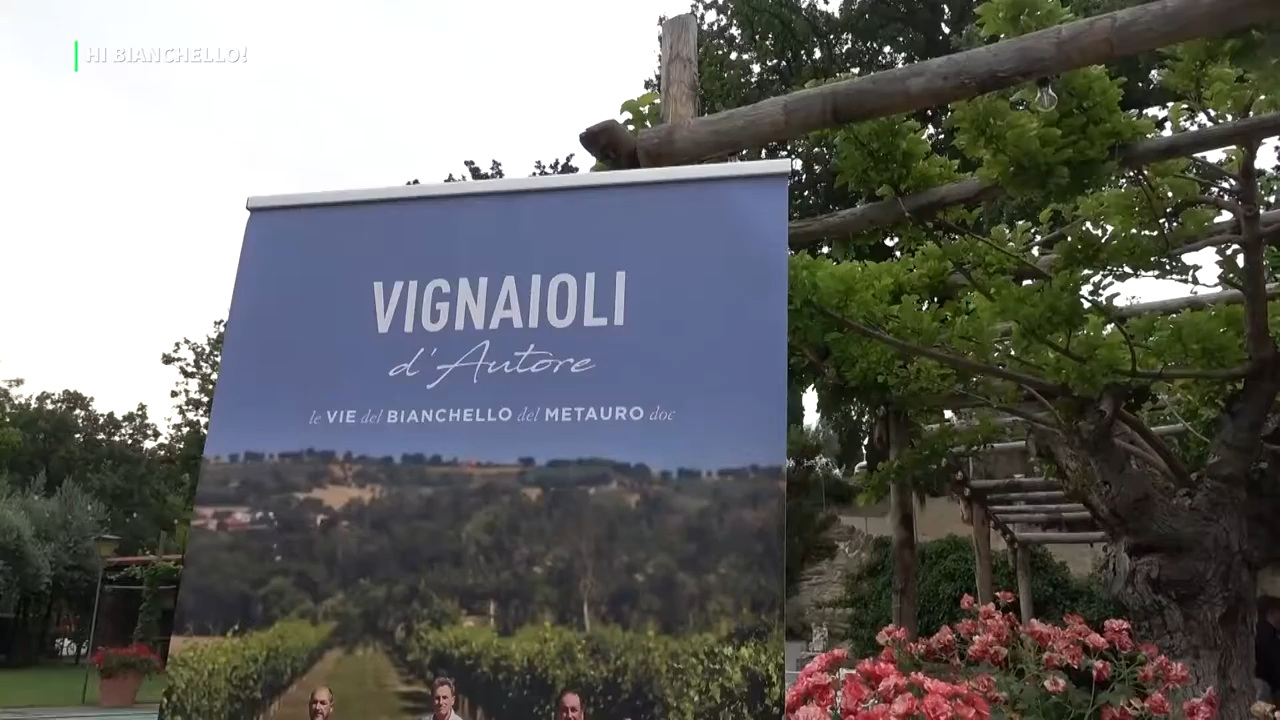 HI BIANCHELLO!
VIGNAIOLI
d'Autore
le VIE del BIANCHELLO del METAURO doc